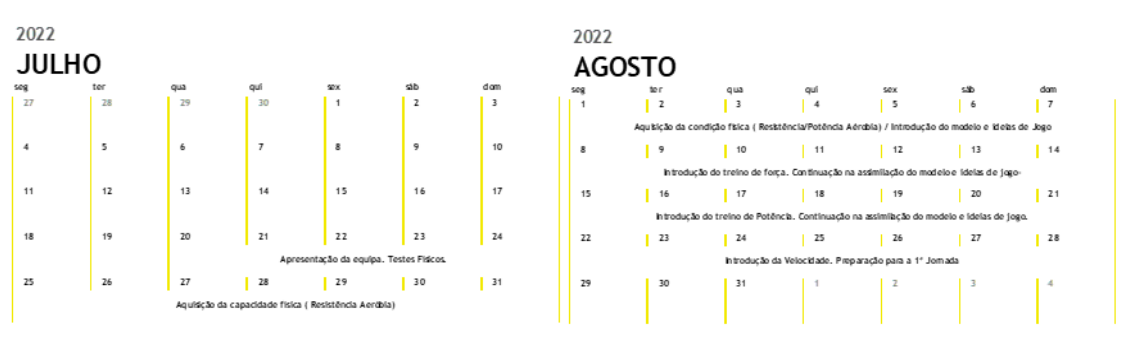 2022
JULHO
seg ter qua qui sex sáb dom
27 28 29 30 1 2 3
4 5 6 7 8 9 10
11 12 13 14 15 16 17
18 19 20 21 22 23 24
Apresentação da equipa. Testes Físicos.
25 26 27 28 29 30 31
Aquisição da capacidade física ( Resistência Aeróbia)
2022
AGOSTO
seg ter qua qui sex sáb dom
1 2 3 4 5 6 7
Aquisição da condição física ( Resistência/Potência Aéróbia) / Introdução do modelo e ideias de Jogo
8 9 10 11 12 13 14
Introdução do treino de força. Continuação na assimilação do modelo e ideias de jogo-
15 16 17 18 19 20 21
Introdução do treino de Potência. Continuação na assimilação do modelo e ideias de jogo.
22 23 24 25 26 27 28
Introdução da Velocidade. Preparação para a 1ª Jornada
29 30 31 1 2 3 4